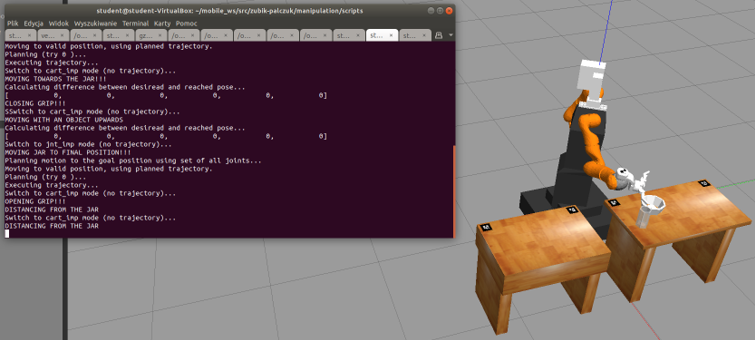 student@student-VirtualBox: ~/mobile_ws/src/zubik-palczuk/manipulation/scripts
Plik Edycja Widok Wyszukiwanie Terminal Karty Pomoc
st... ve... /o... /o... st... gz... /o... /o... /o... /o... st... st... st...
Moving to valid position, using planned trajectory.
Planning (try 0 )...
Executing trajectory...
Switch to cart_imp mode (no trajectory)...
MOVING TOWARDS THE JAR!!!
Calculating difference between desiread and reached pose...
[ 0, 0, 0, 0, 0, 0]
CLOSING GRIP!!!
SSwitch to cart_imp mode (no trajectory)...
MOVING WITH AN OBJECT UPWARDS
Calculating difference between desiread and reached pose...
[ 0, 0, 0, 0, 0, 0]
Switch to jnt_imp mode (no trajectory)...
MOVING JAR TO FINAL POSITION!!!
Planning motion to the goal position using set of all joints...
Moving to valid position, using planned trajectory.
Planning (try 0 )...
Executing trajectory...
OPENING GRIP!!!
DISTANCING FROM THE JAR
Switch to cart_imp mode (no trajectory)...
DISTANCING FROM THE JAR